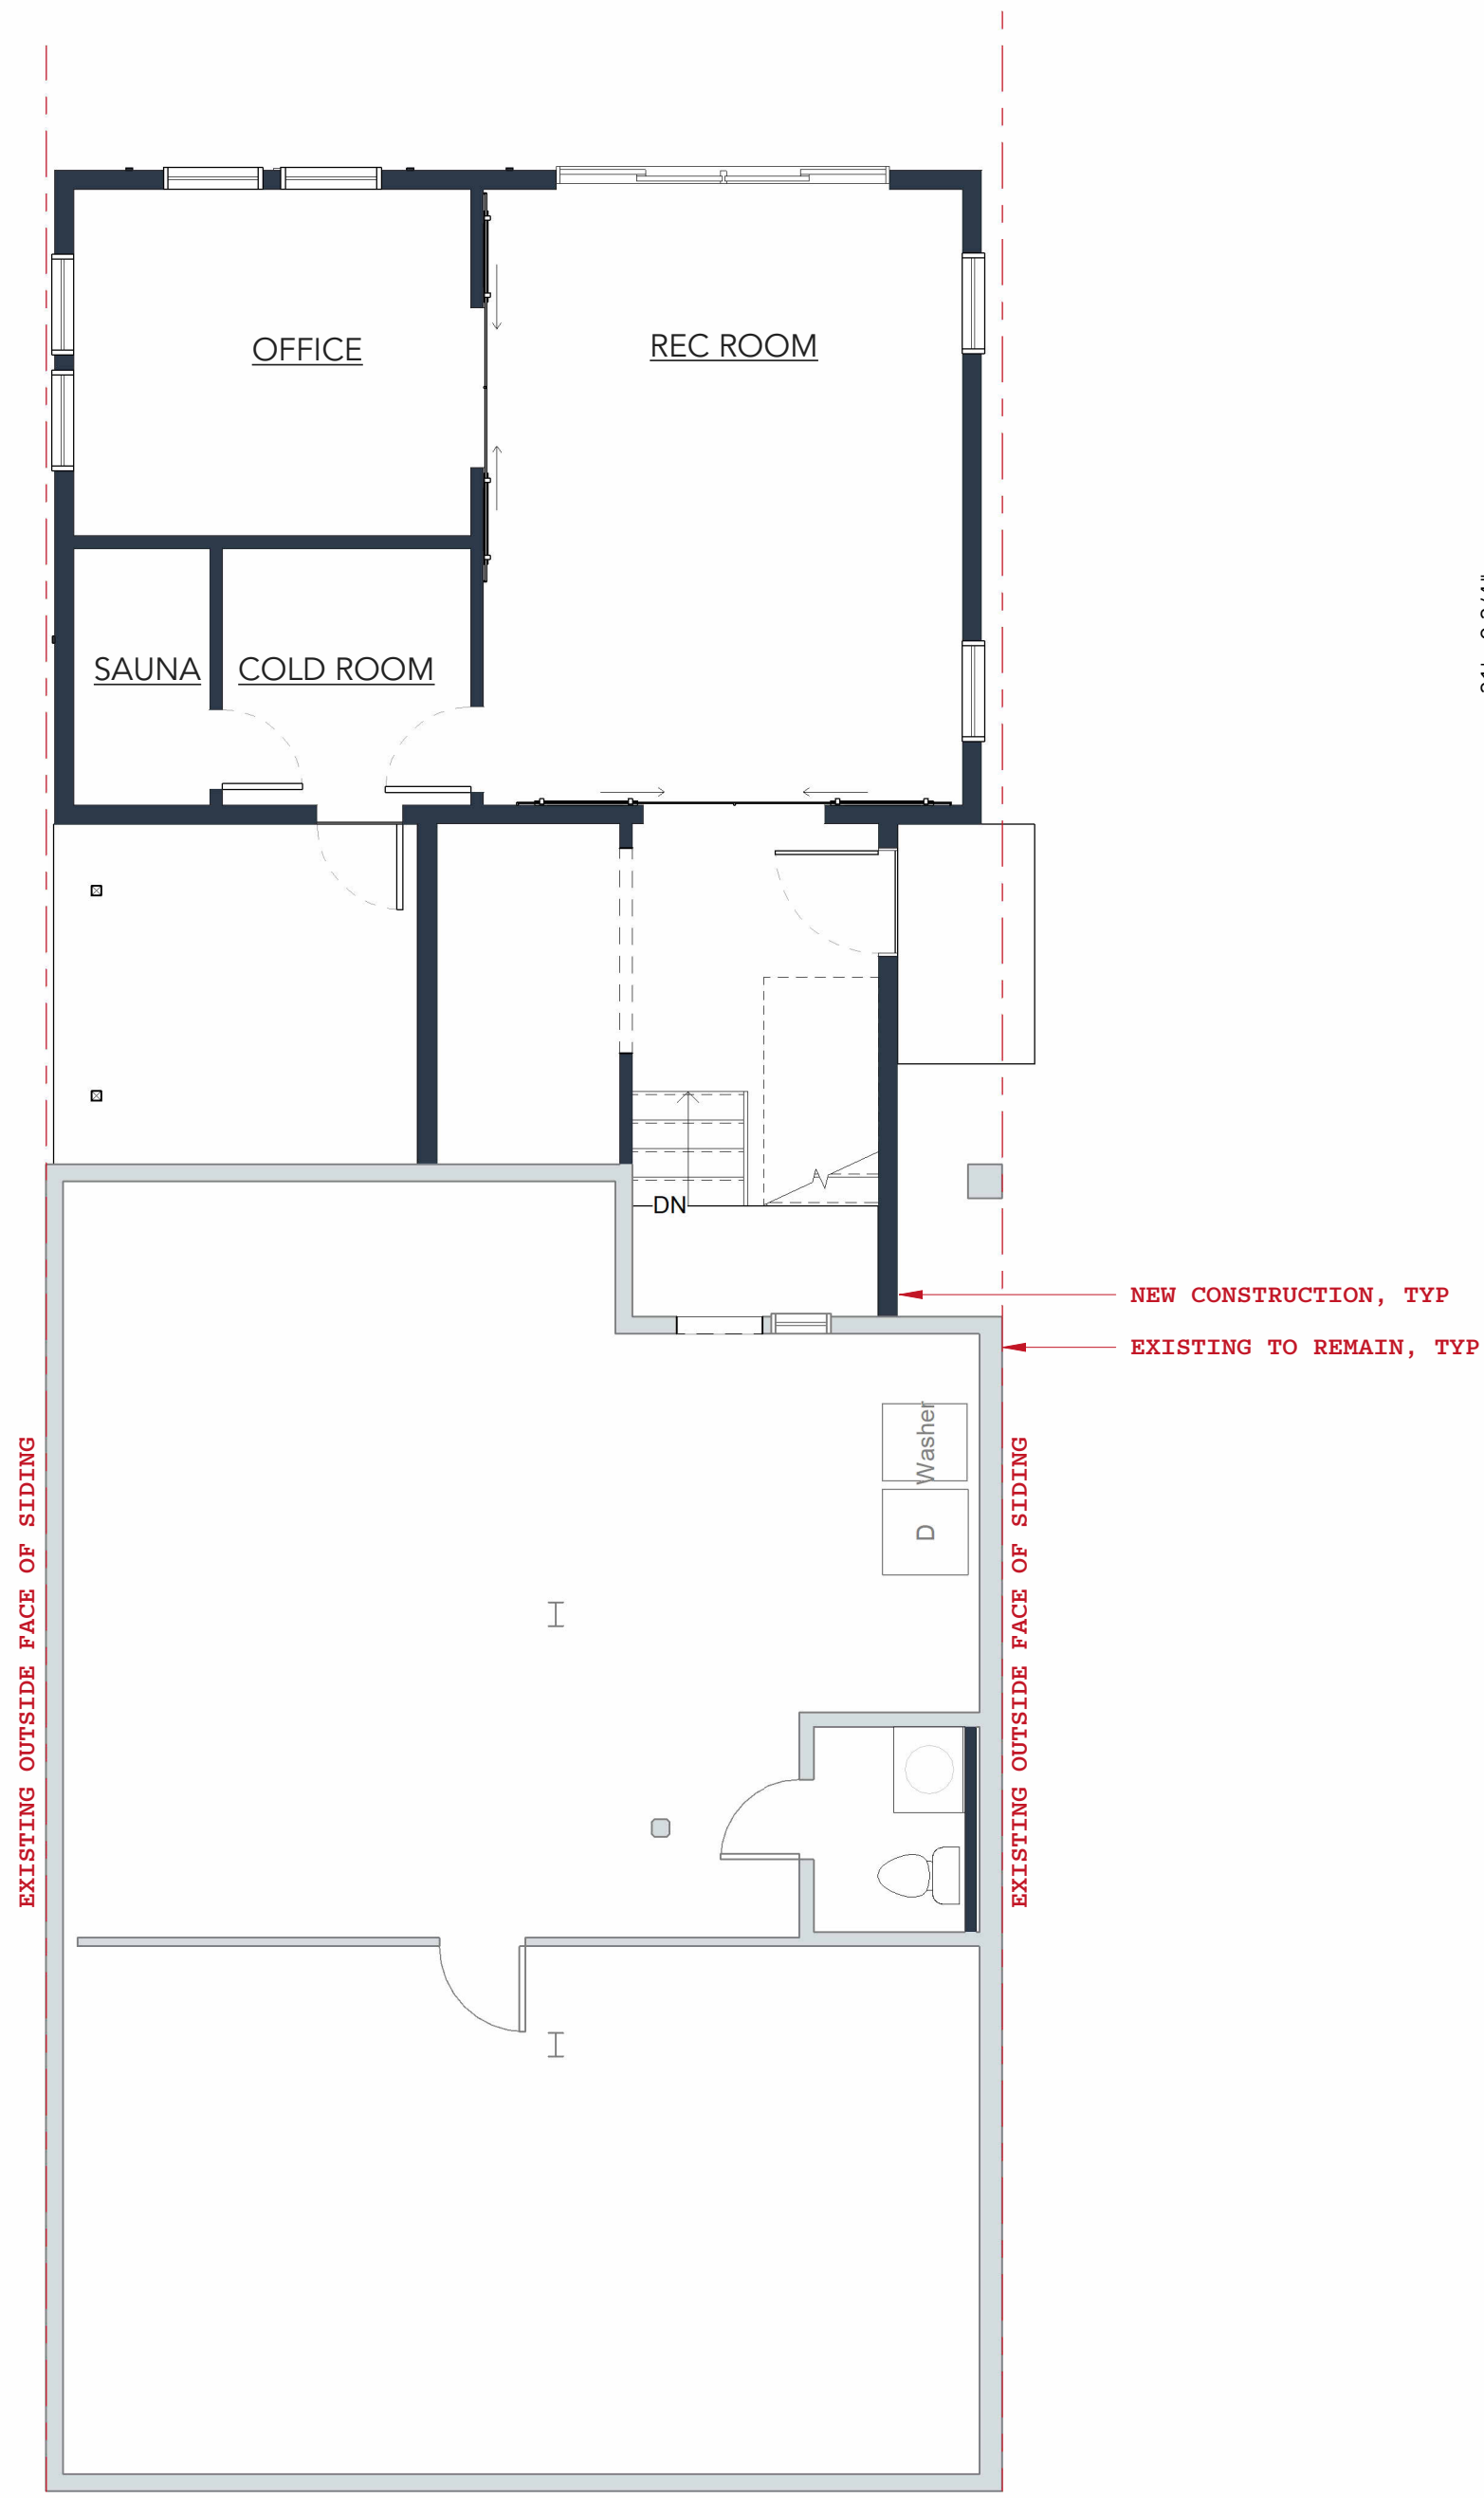 OFFICE
REC ROOM
SAUNA
COLD ROOM
DN
NEW CONSTRUCTION, TYP
EXISTING TO REMAIN, TYP
Washer
D
EXISTING OUTSIDE FACE OF SIDING
EXISTING OUTSIDE FACE OF SIDING